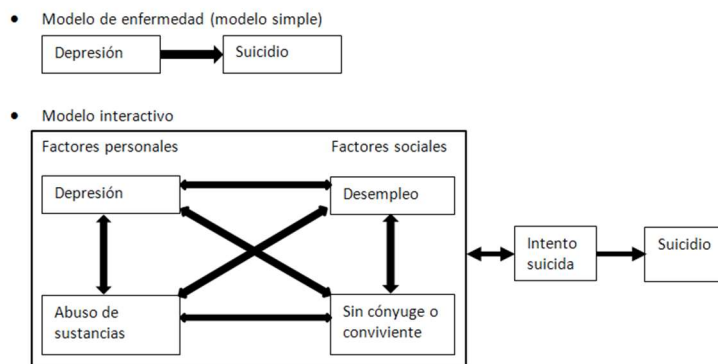 • Modelo de enfermedad (modelo simple)
Depresión
Suicidio
• Modelo interactivo
Factores personales
Factores sociales
Depresión
Desempleo
Intento
suicida
Suicidio
Abuso de
sustancias
Sin cónyuge o
conviviente